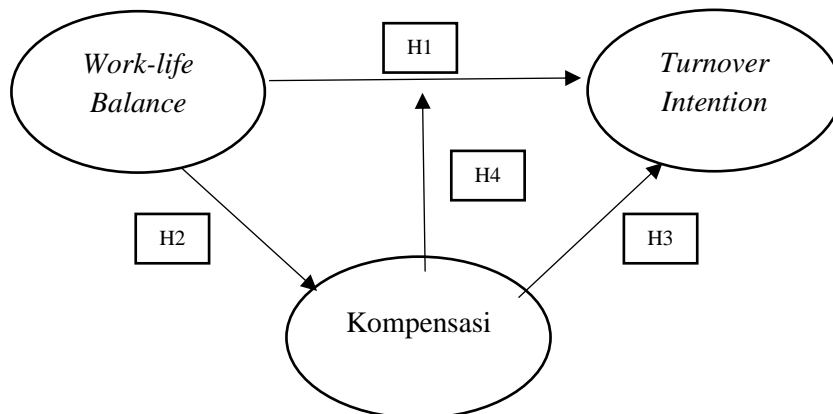 Work-life
Balance
H1
Turnover
Intention
H4
H2
H3
Kompensasi